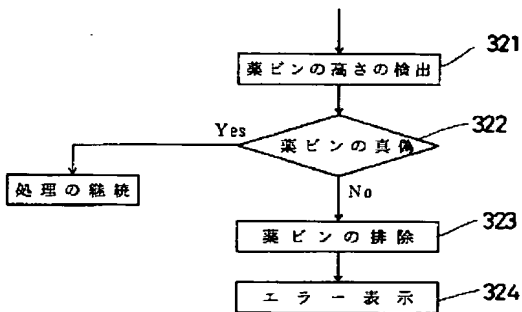 321
薬ビンの高さの検出
322
Yes
薬ビンの真偽
処理の継続
No
323
薬ビンの排除
324
エラー表示